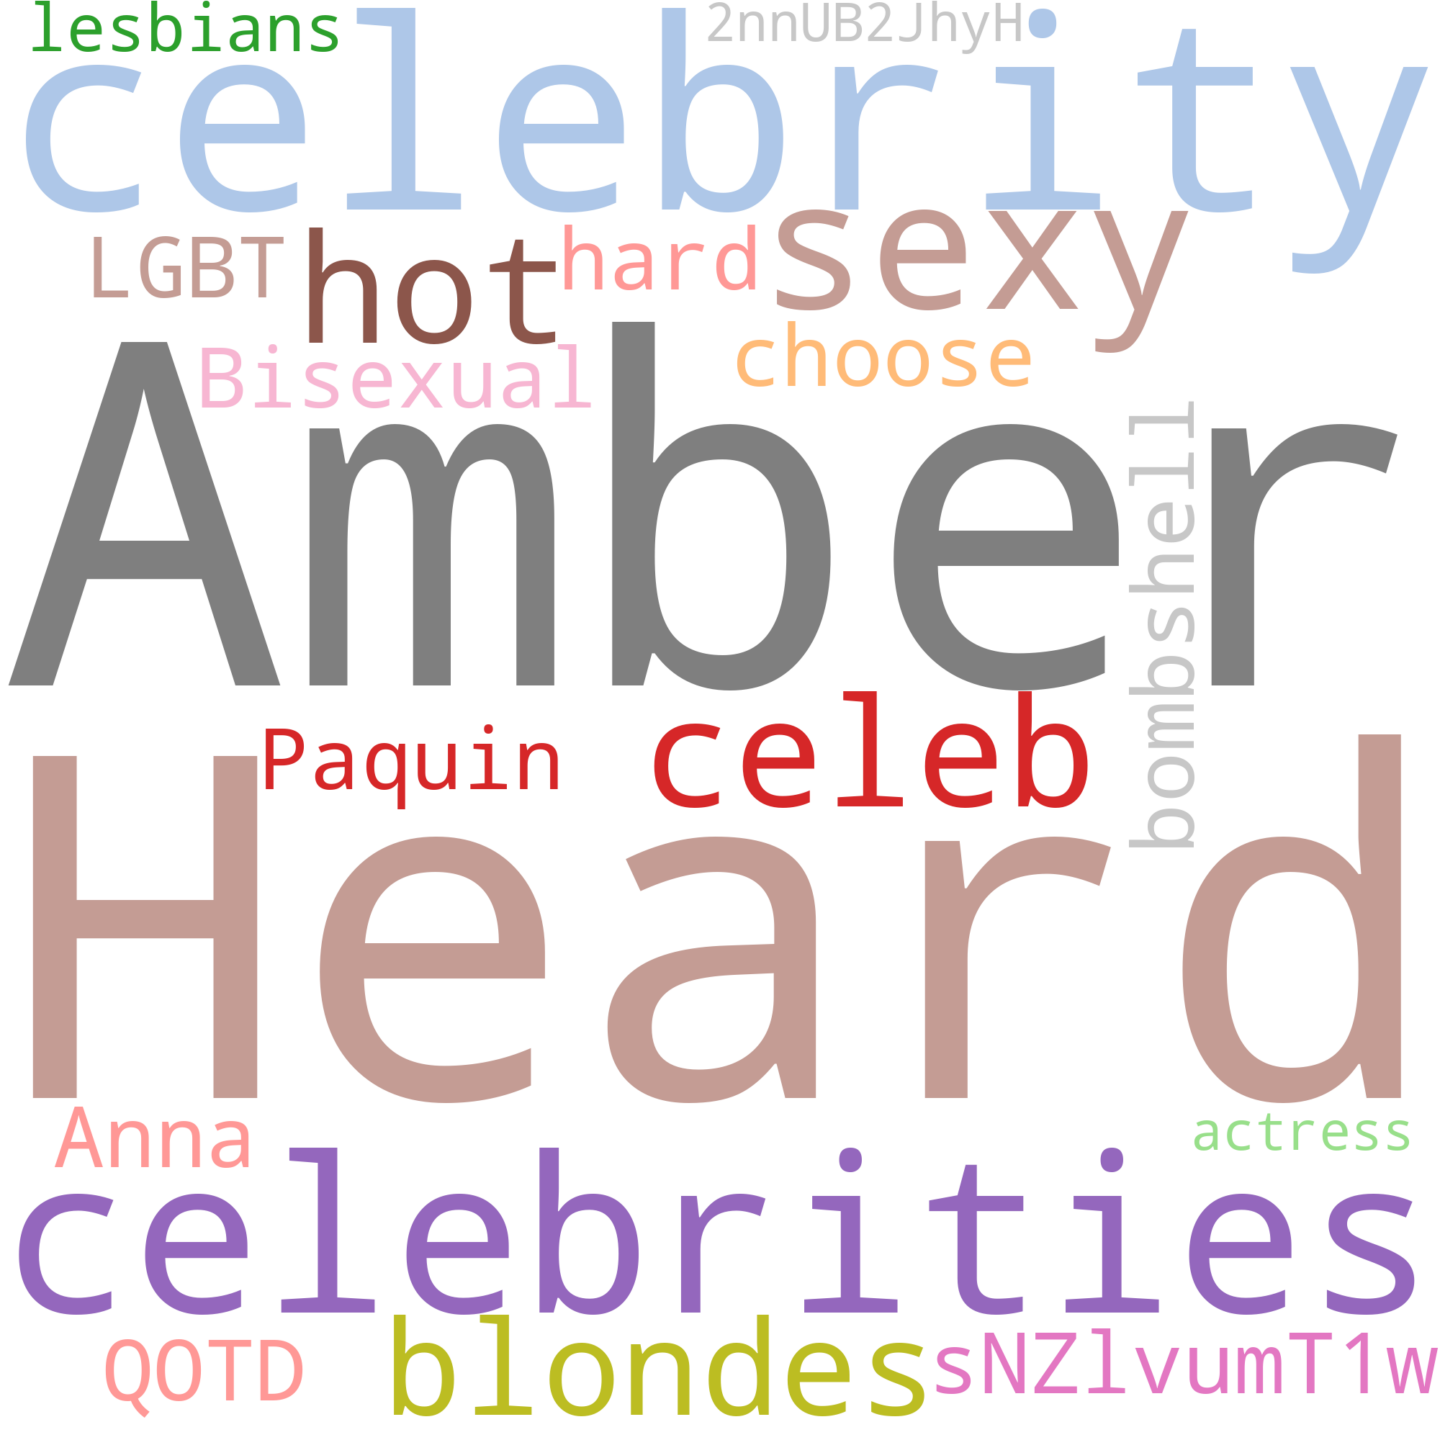 lesbians
2nnUB2JhyH
celebrity
LGBT
hot
hard
sexy
Bisexual
choose
Amber
bombshell
Paquin
celeb
Heard
Anna
actress
celebrities
QOTD
blondes
sNZlvumT1w